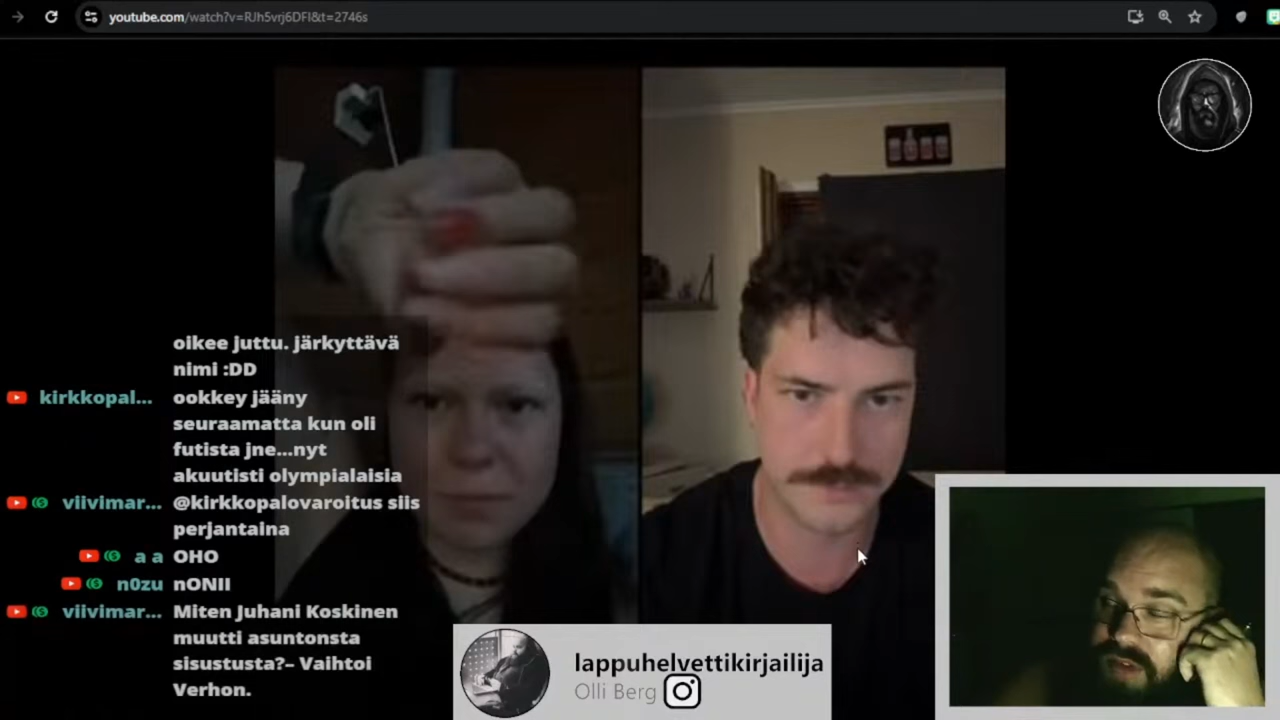 youtube.com/watch?v=RJh5vrj6DFI&t=2746s
oikee juttu. järkyttävä
nimi :DD
kirkkopal... ookkey jääny
seuraamatta kun oli
futista jne...nyt
akuutisti olympialaisia
viivimar... @kirkkopalovaroitus siis
perjantaina
a a OHO
n0zu nONII
viivimar... Miten Juhani Koskinen
muutti asuntonsta
sisustusta?– Vaihtoi
Verhon.
lappuhelvettikirjailija
Olli Berg